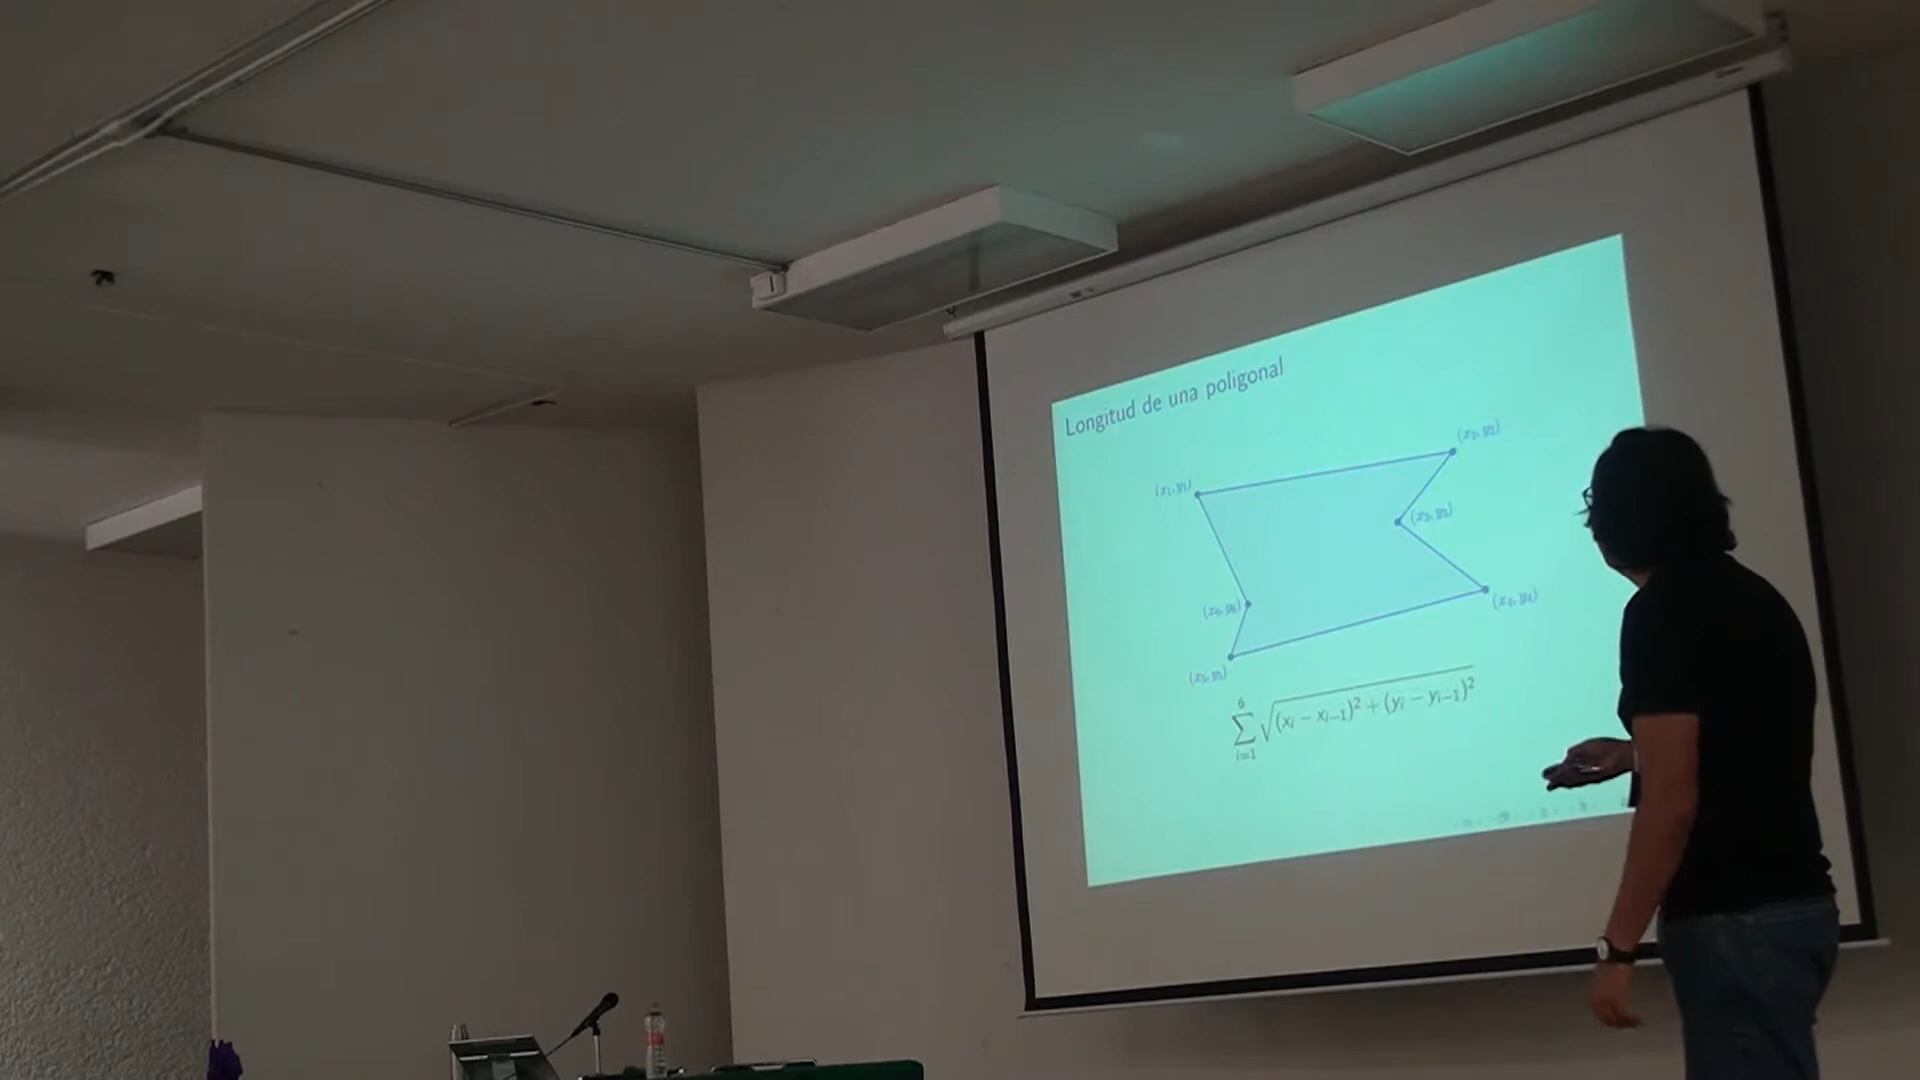 Longitud de una poligonal
(x₂, y₂)
(x₁, y₁)
(x₃, y₃)
(x₆, y₆)
(x₄, y₄)
(x₅, y₅)
6
∑ √(xᵢ − xᵢ₋₁)² + (yᵢ − yᵢ₋₁)²
i=1